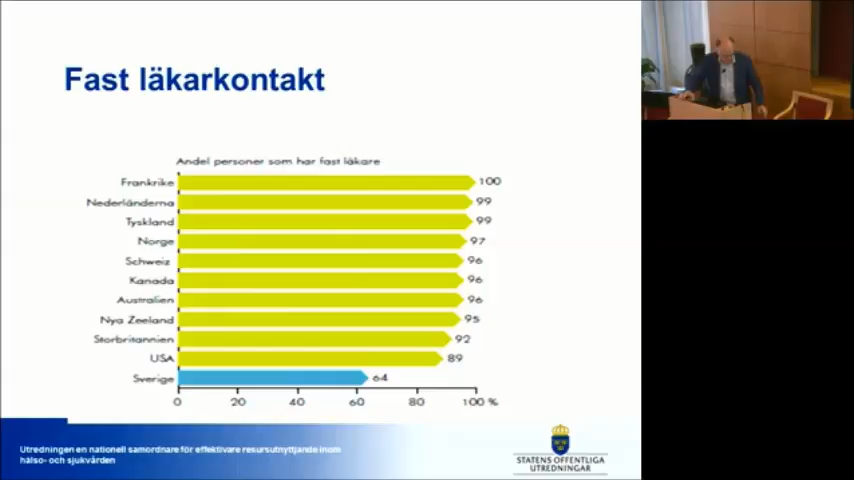 Fast läkarkontakt
Andel personer som har fast läkare
Frankrike 100
Nederländerna 99
Tyskland 99
Norge 97
Schweiz 96
Kanada 96
Australien 96
Nya Zeeland 95
Storbritannien 92
USA 89
Sverige 64
0 20 40 60 80 100 %
Utredningen en nationell samordnare för effektivare resursutnyttjande inom
hälso- och sjukvården
STATENS OFFENTLIGA
UTREDNINGAR